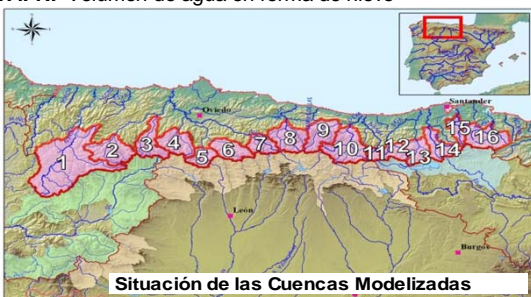 Volumen de agua en forma de nieve
Oviedo
Santander
1
2
3
4
5
6
7
8
9
10
11
12
13
14
15
16
León
Burgos
Situación de las Cuencas Modelizadas